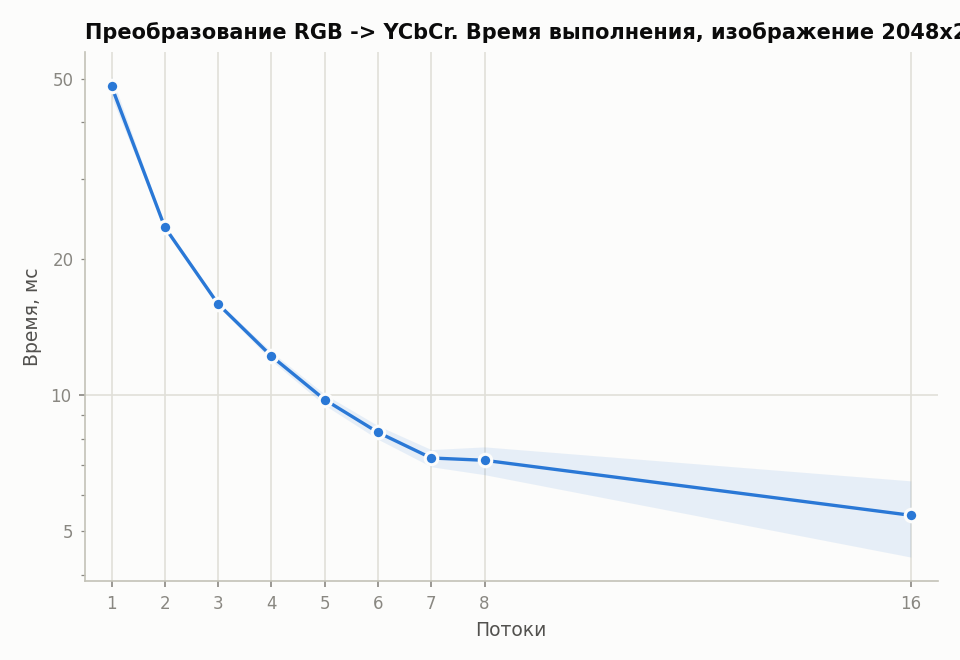 Преобразование RGB -> YCbCr. Время выполнения, изображение 2048x2
50
20
10
5
Время, мс
1 2 3 4 5 6 7 8 16
Потоки